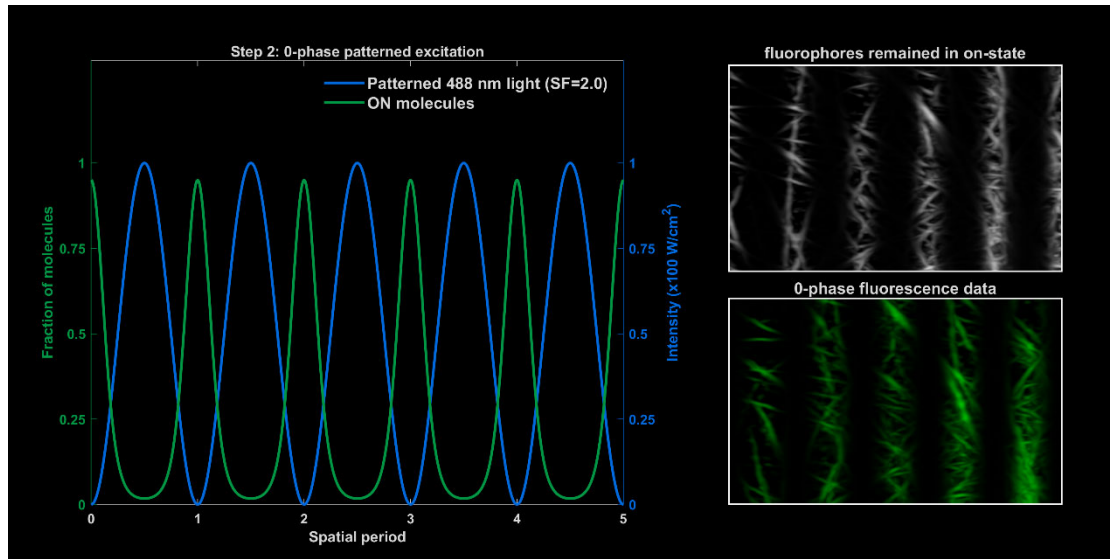 Step 2: 0-phase patterned excitation
Patterned 488 nm light (SF=2.0)
ON molecules
Fraction of molecules
1
0.75
0.5
0.25
0
Intensity (x100 W/cm²)
1
0.75
0.5
0.25
0
0 1 2 3 4 5
Spatial period
fluorophores remained in on-state
0-phase fluorescence data